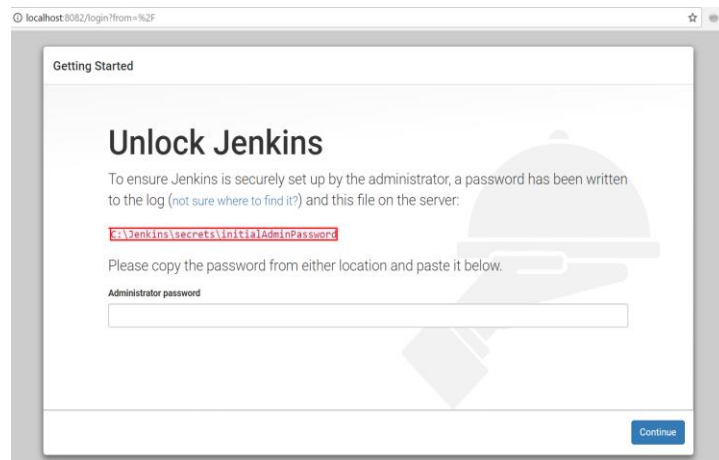 localhost:8082/login?from=%2F
Getting Started
Unlock Jenkins
To ensure Jenkins is securely set up by the administrator, a password has been written
to the log (not sure where to find it?) and this file on the server:
C:\Jenkins\secrets\initialAdminPassword
Please copy the password from either location and paste it below.
Administrator password
Continue